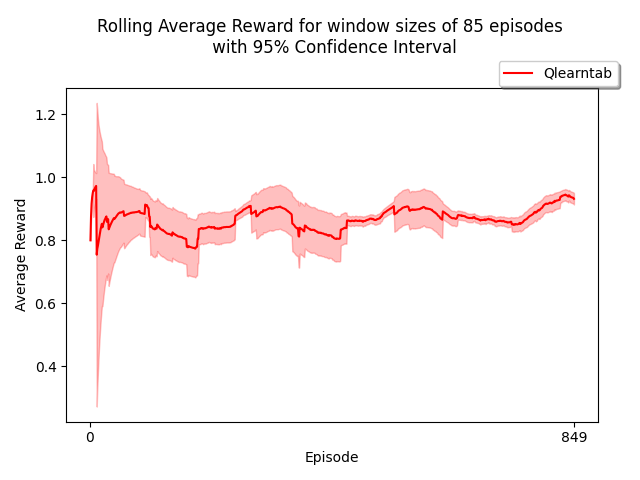 Rolling Average Reward for window sizes of 85 episodes
with 95% Confidence Interval
Qlearntab
1.2
1.0
0.8
0.6
0.4
Average Reward
0
849
Episode